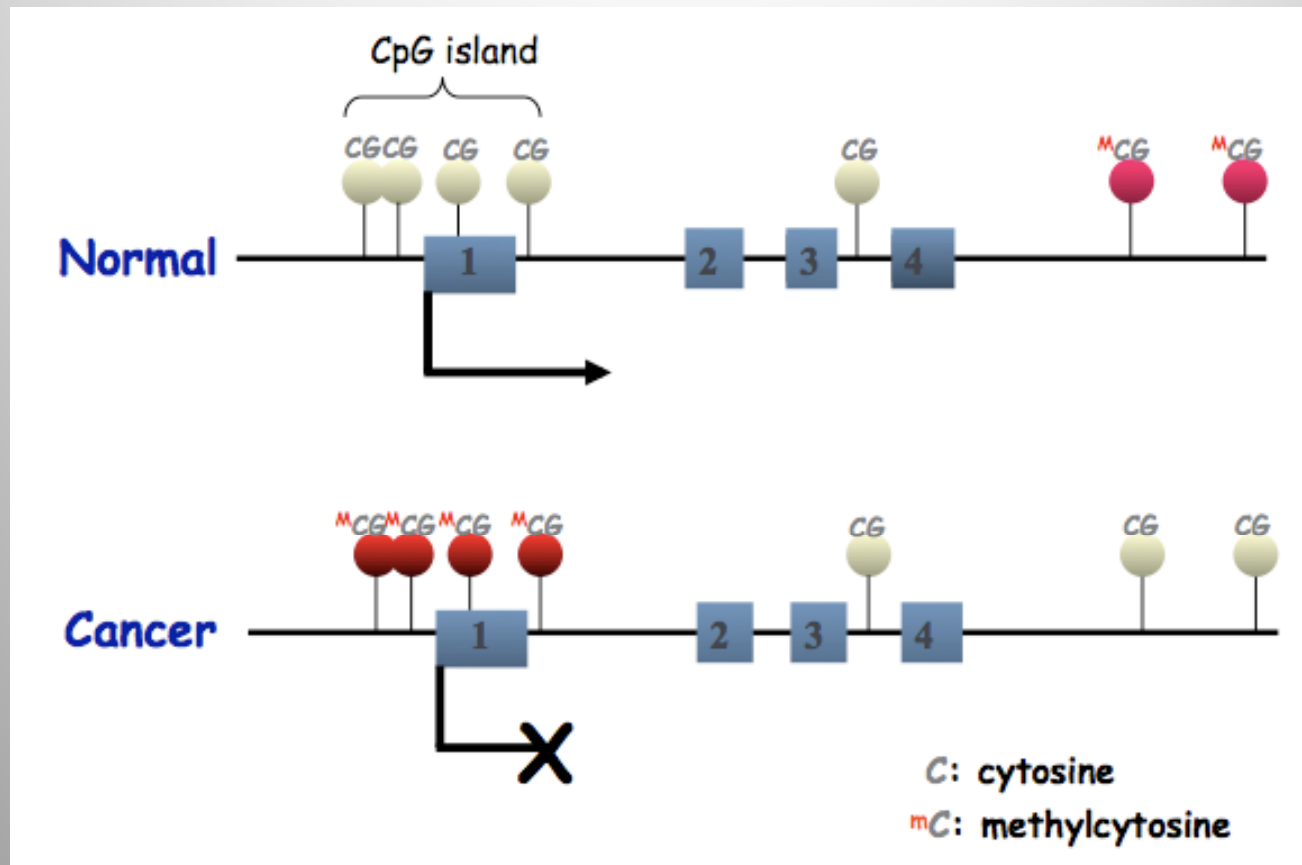 CpG island
CG CG CG CG CG MCG MCG
Normal 1 2 3 4
MCG MCG MCG MCG CG CG CG
Cancer 1 2 3 4
X
C: cytosine
mC: methylcytosine